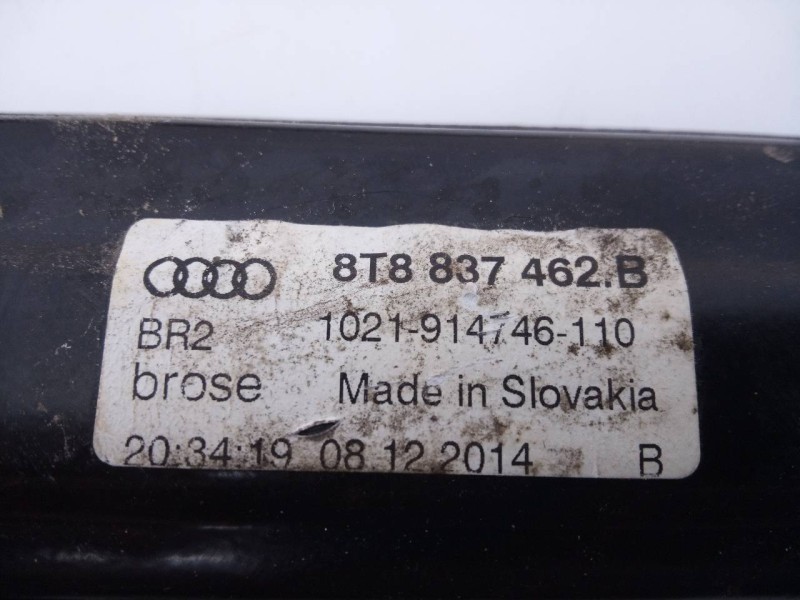 8T8 837 462.B
BR2 1021-914746-110
brose Made in Slovakia
20:34:19 08.12.2014 B